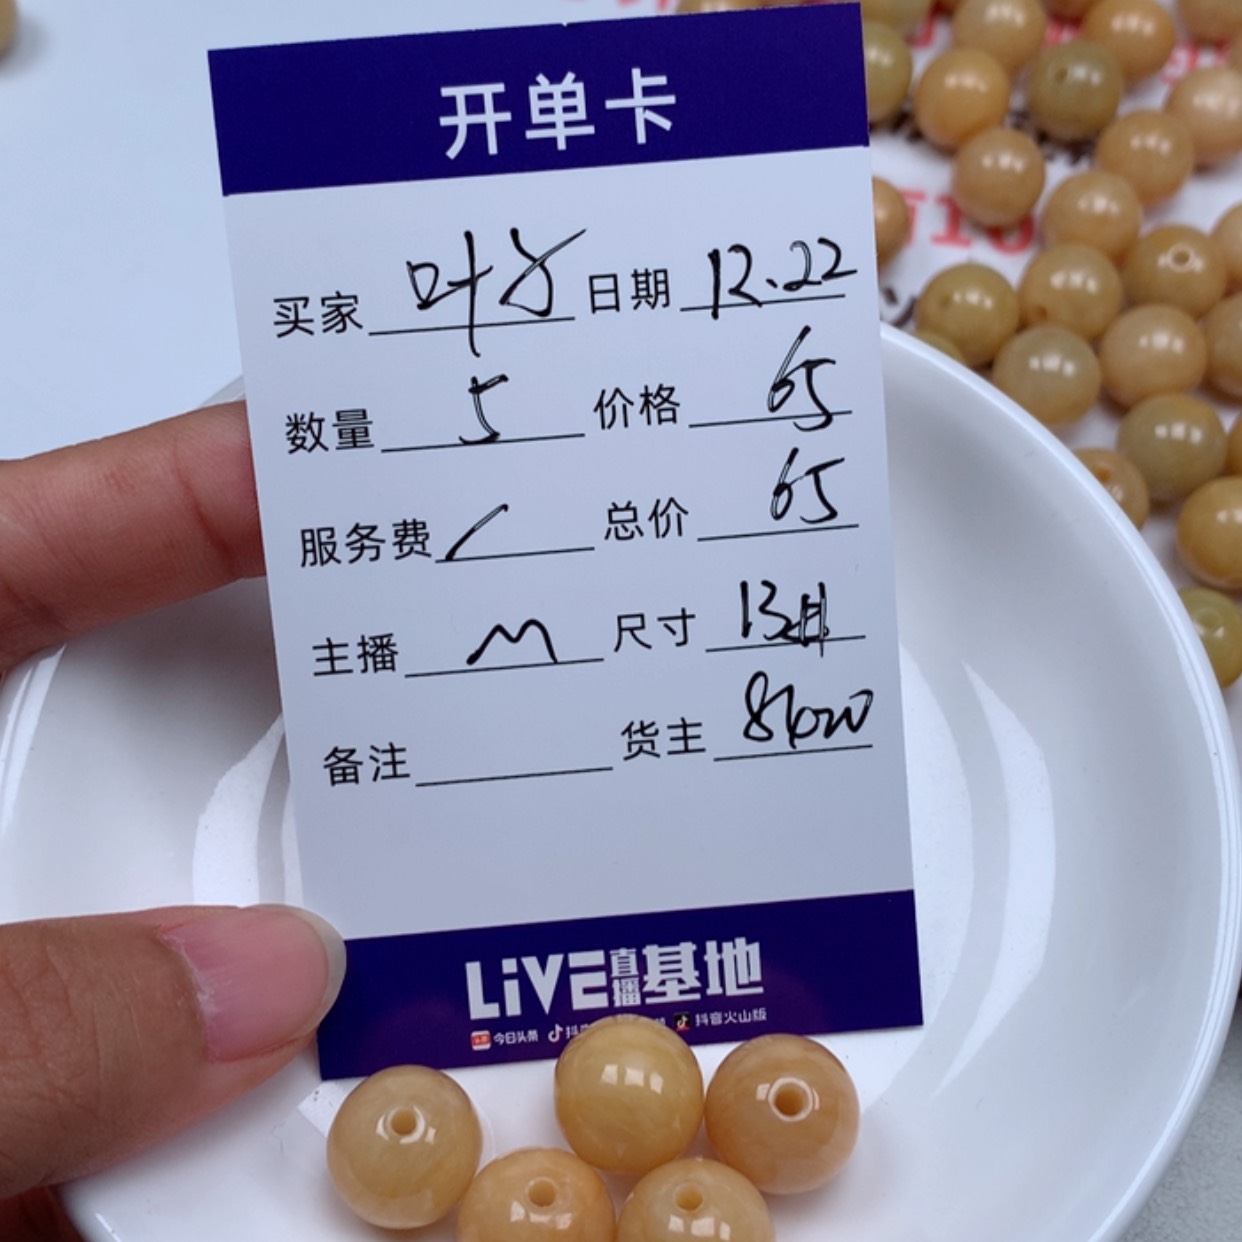 开单卡
买家 叶子 日期 12.22
数量 5 价格 65
服务费 / 总价 65
主播 M 尺寸 13#
备注 货主
LiVE直播基地
今日头条 抖音火山版